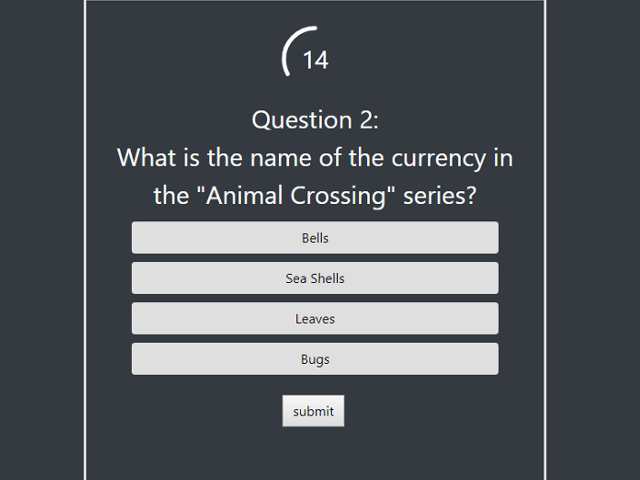 14
Question 2:
What is the name of the currency in
the "Animal Crossing" series?
Bells
Sea Shells
Leaves
Bugs
submit